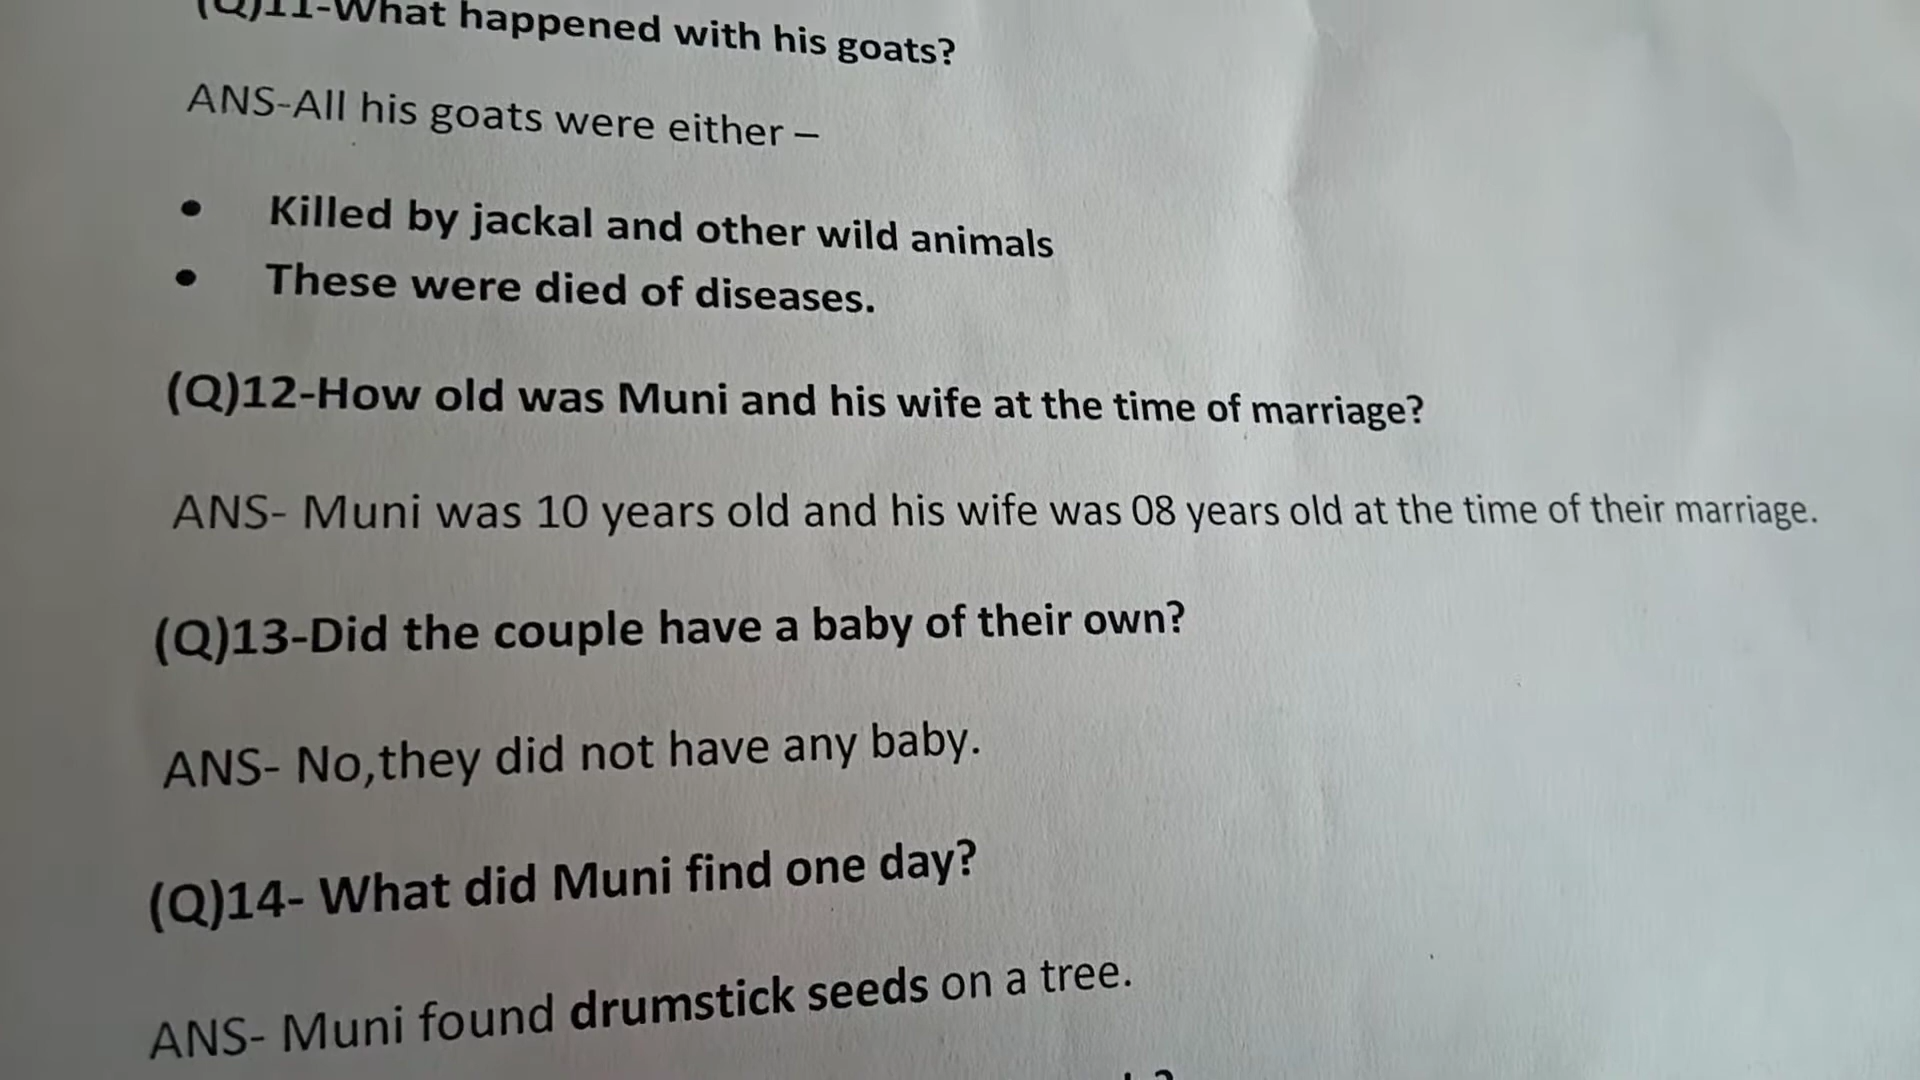 (Q)11-What happened with his goats?
ANS-All his goats were either –
• Killed by jackal and other wild animals
• These were died of diseases.
(Q)12-How old was Muni and his wife at the time of marriage?
ANS- Muni was 10 years old and his wife was 08 years old at the time of their marriage.
(Q)13-Did the couple have a baby of their own?
ANS- No,they did not have any baby.
(Q)14- What did Muni find one day?
ANS- Muni found drumstick seeds on a tree.